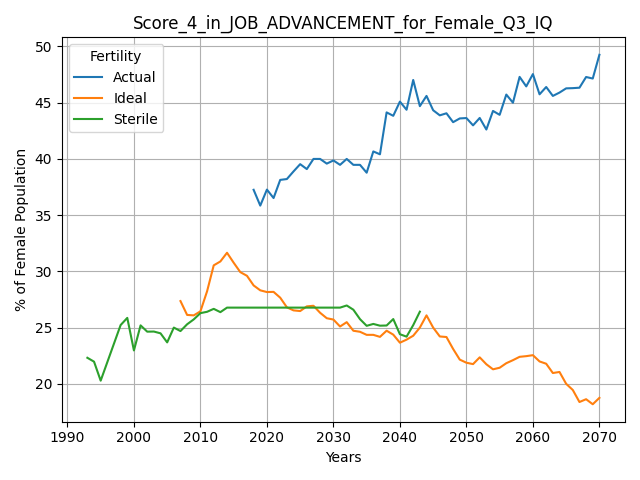 Score_4_in_JOB_ADVANCEMENT_for_Female_Q3_IQ
Fertility
Actual
Ideal
Sterile
% of Female Population
50
45
40
35
30
25
20
1990 2000 2010 2020 2030 2040 2050 2060 2070
Years